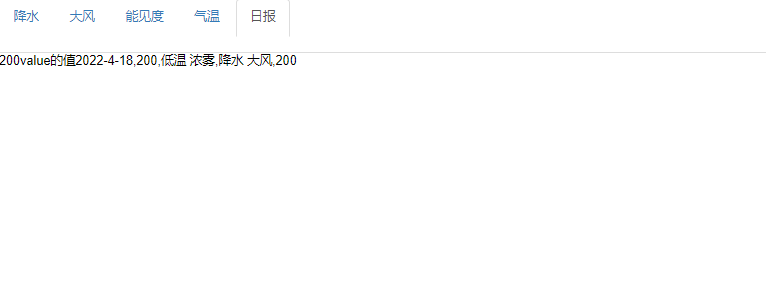 降水 大风 能见度 气温 日报
200value的值2022-4-18,200,低温 浓雾,降水 大风,200